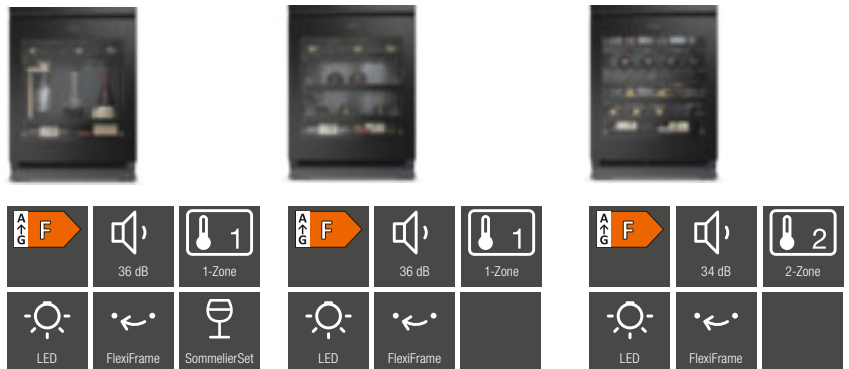 A
G
F
36 dB
1
1-Zone
A
G
F
36 dB
1
1-Zone
A
G
F
34 dB
2
2-Zone
LED
FlexiFrame
SommelierSet
LED
FlexiFrame
LED
FlexiFrame